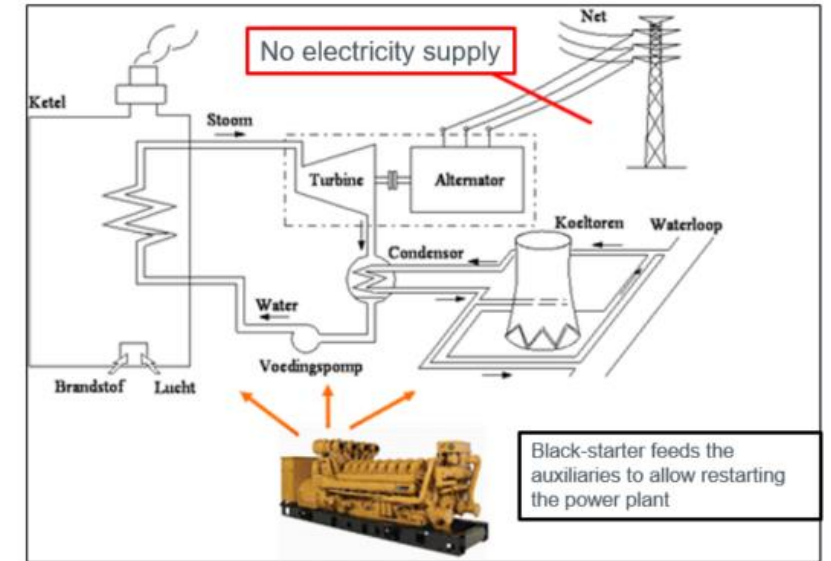 Net
No electricity supply
Ketel
Stoom
Turbine
Alternator
Koeltoren
Waterloop
Condensor
Water
Voedingspomp
Brandstof
Lucht
Black-starter feeds the
auxiliaries to allow restarting
the power plant